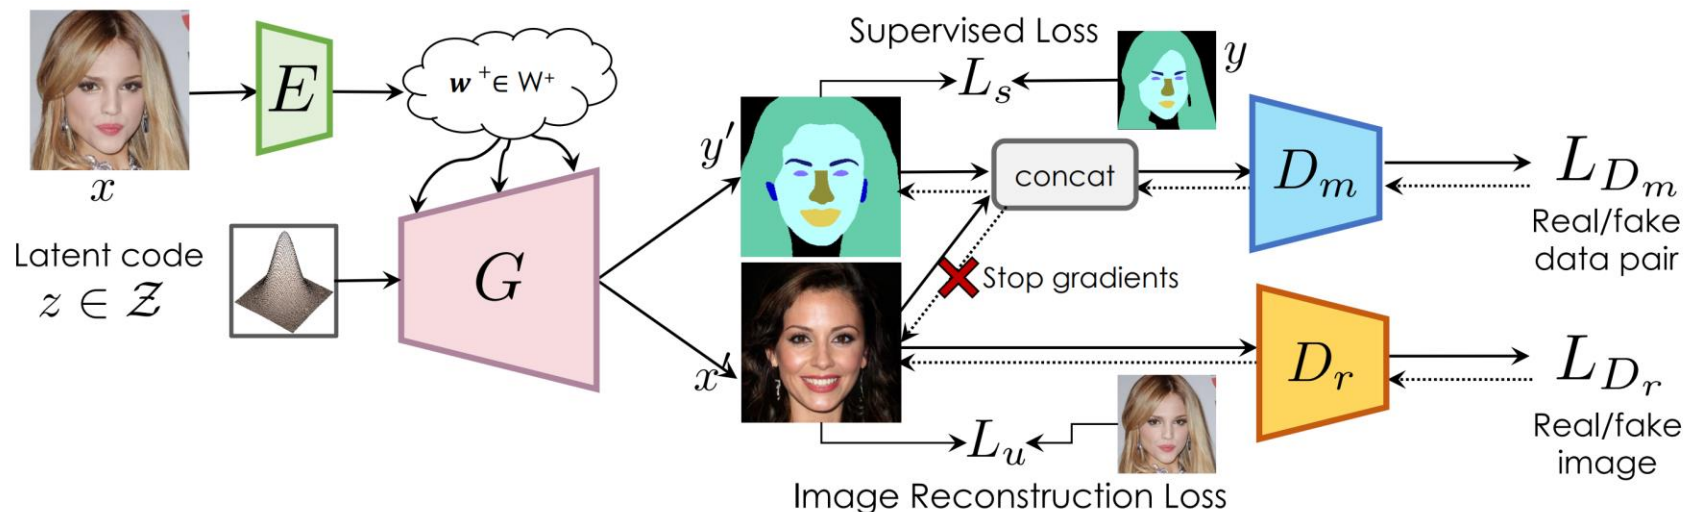 x
E
w + ∈ W+
Latent code
z ∈ Z
G
y′
x′
Supervised Loss
L_s
y
concat
Stop gradients
D_m
L_{D_m}
Real/fake
data pair
D_r
L_{D_r}
Real/fake
image
L_u
Image Reconstruction Loss